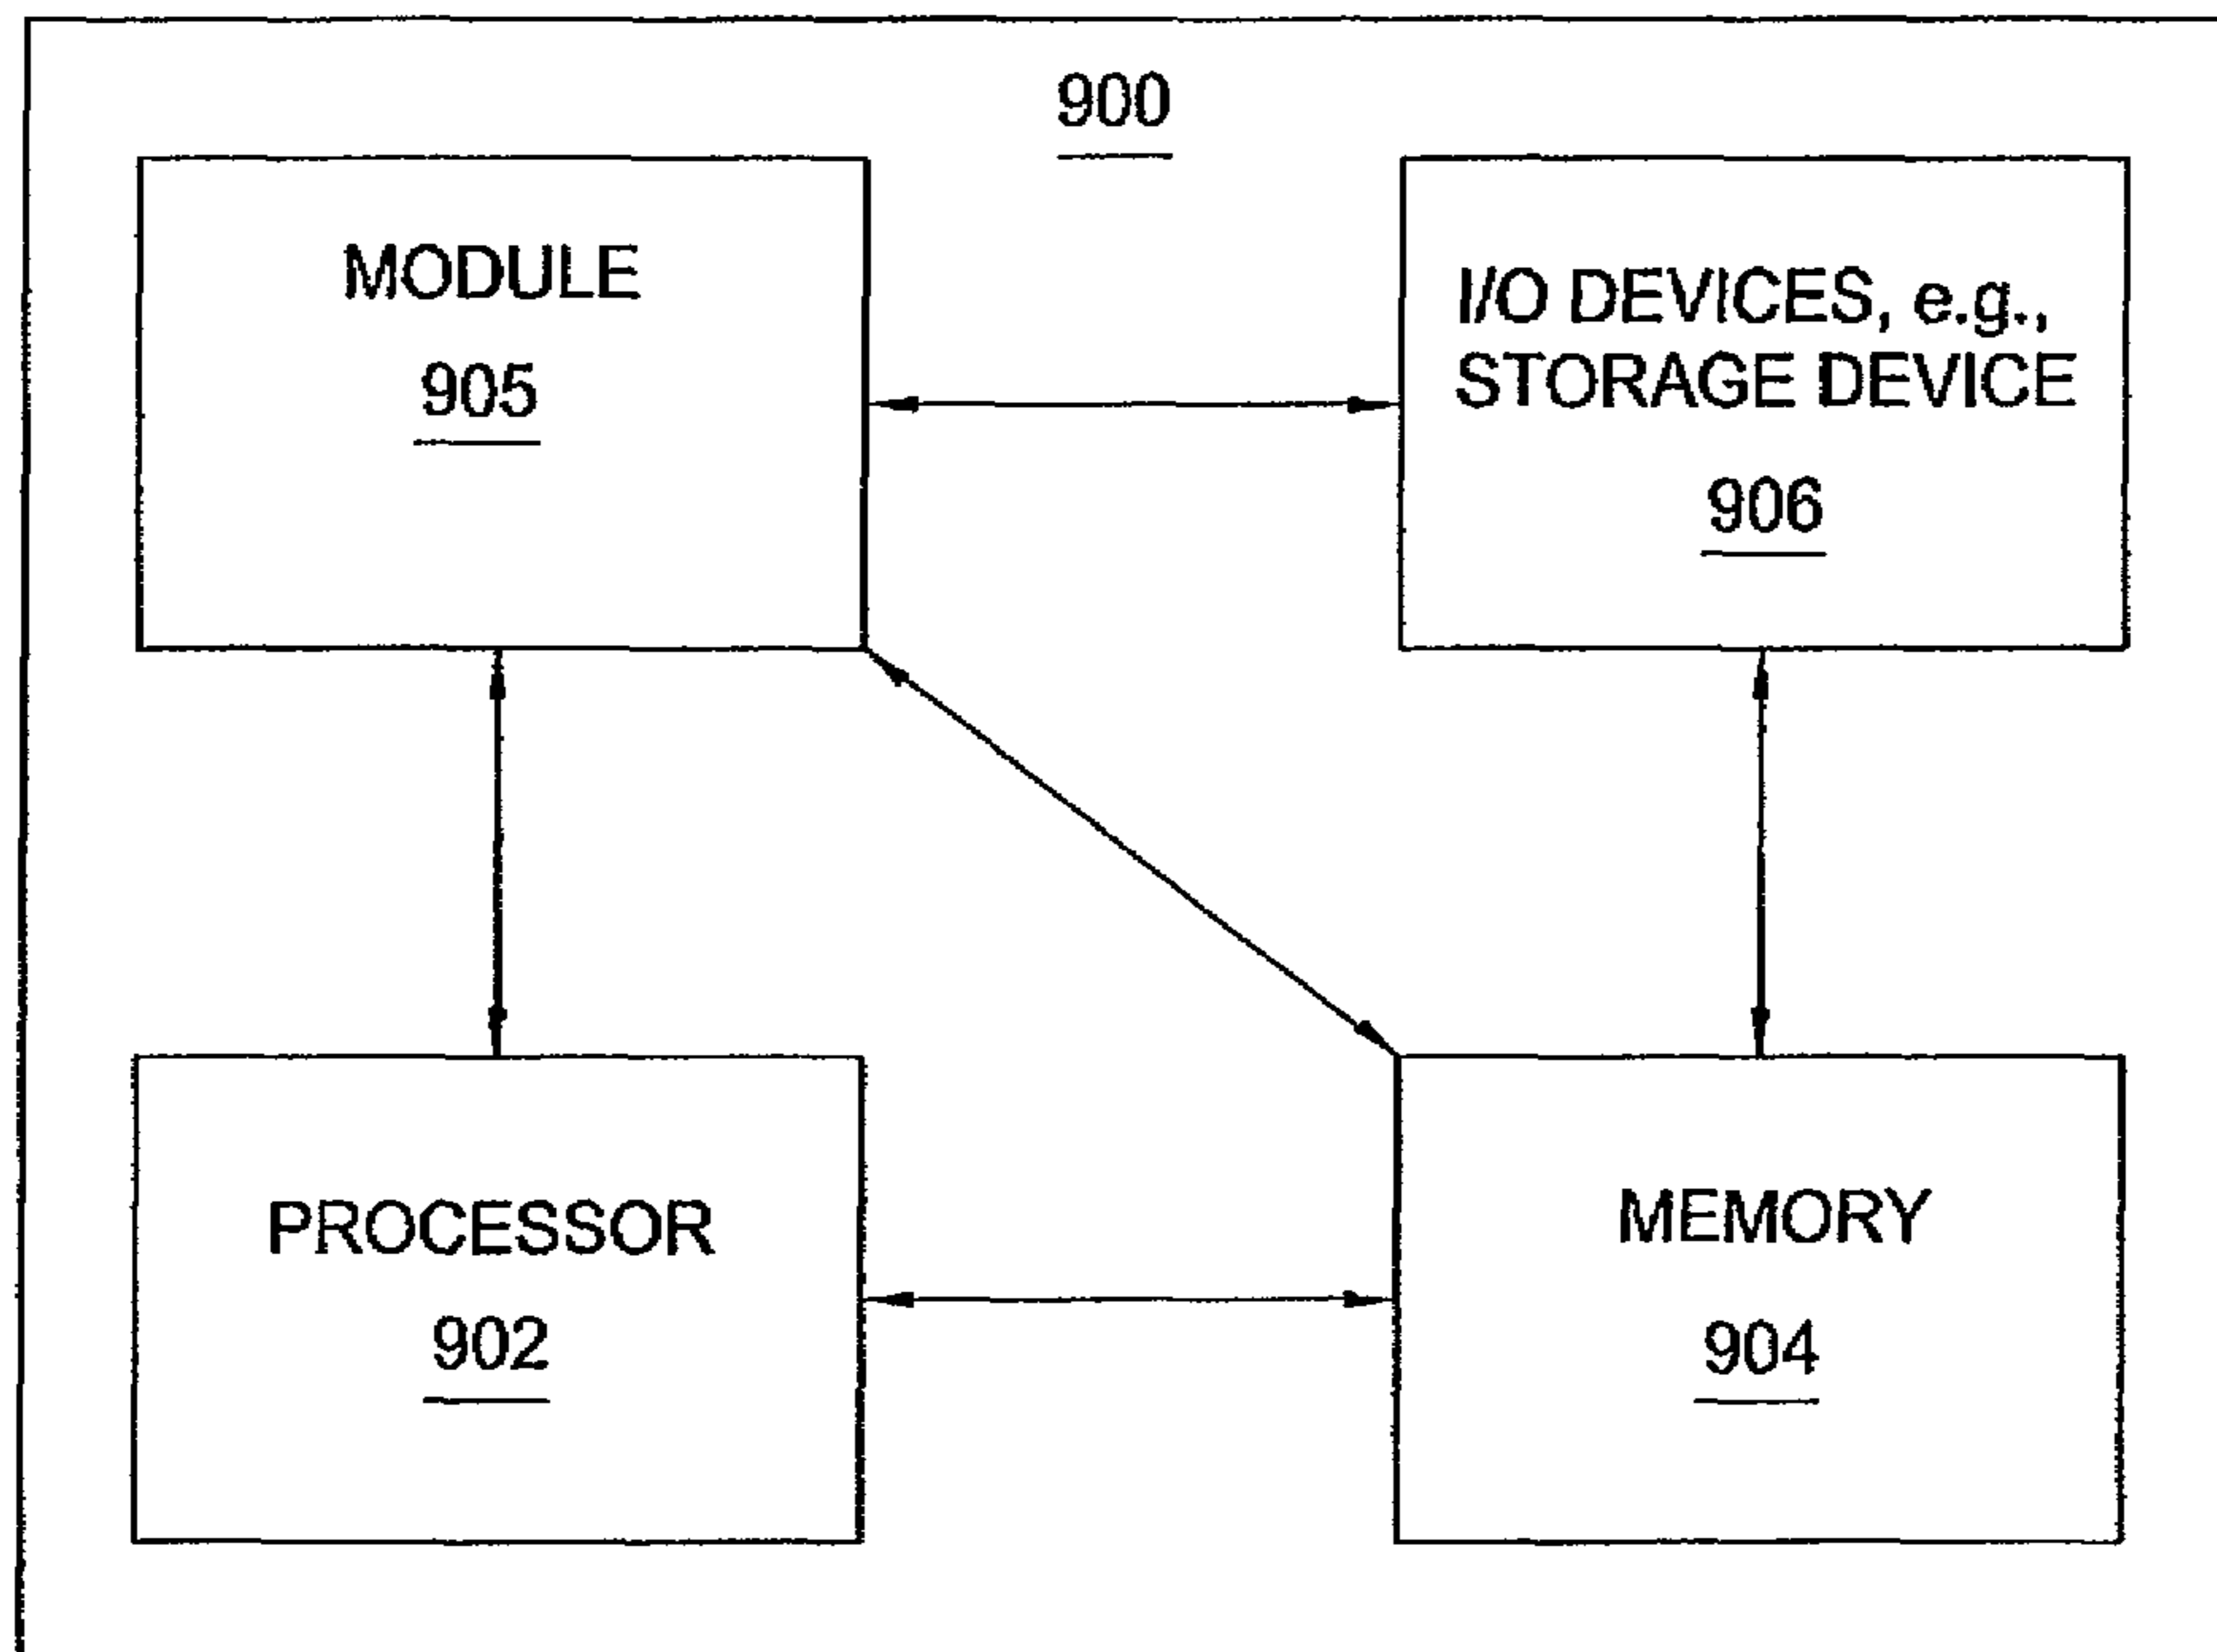 900
MODULE
905
I/O DEVICES, e.g.,
STORAGE DEVICE
906
PROCESSOR
902
MEMORY
904